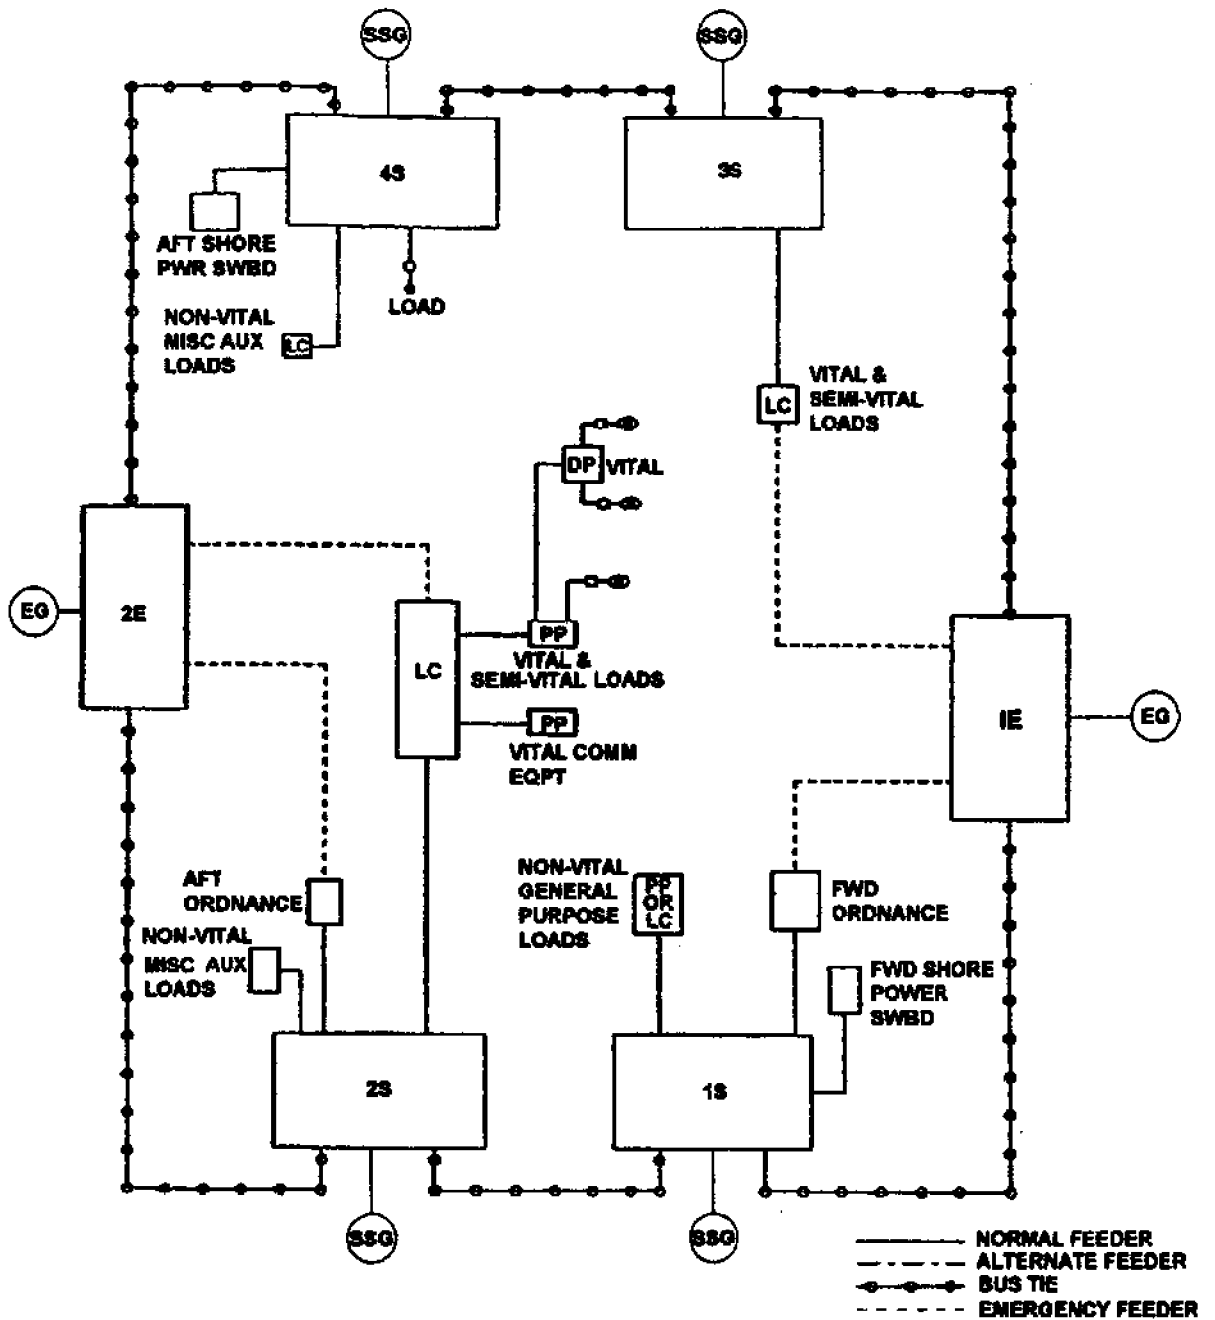 SSG
SSG
4S
3S
AFT SHORE
PWR SWBD
LOAD
NON-VITAL
MISC AUX
LOADS
LC
VITAL &
SEMI-VITAL
LOADS
LC
DP
VITAL
EG
2E
PP
VITAL &
SEMI-VITAL LOADS
LC
PP
VITAL COMM
EQPT
IE
EG
AFT
ORDNANCE
NON-VITAL
GENERAL
PURPOSE
LOADS
PP
OR
LC
FWD
ORDNANCE
NON-VITAL
MISC AUX
LOADS
FWD SHORE
POWER
SWBD
2S
1S
SSG
SSG
NORMAL FEEDER
ALTERNATE FEEDER
BUS TIE
EMERGENCY FEEDER